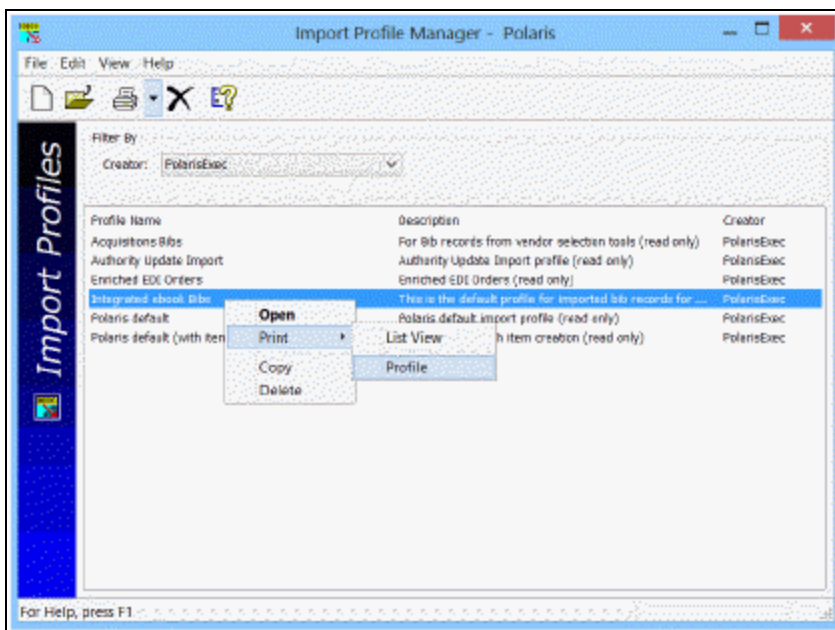 Import Profile Manager - Polaris
File Edit View Help
Filter By
Creator: PolarisExec
Import Profiles
Profile Name Description Creator
Acquisitions Bibs For Bib records from vendor selection tools (read only) PolarisExec
Authority Update Import Authority Update Import profile (read only) PolarisExec
Enriched EDI Orders Enriched EDI Orders (read only) PolarisExec
Integrated ebook Bibs This is the default profile for imported bib records for .... PolarisExec
Polaris default Polaris default import profile (read only) PolarisExec
Polaris default (with iten h item creation (read only) PolarisExec
Open
Print List View
Copy Profile
Delete
For Help, press F1